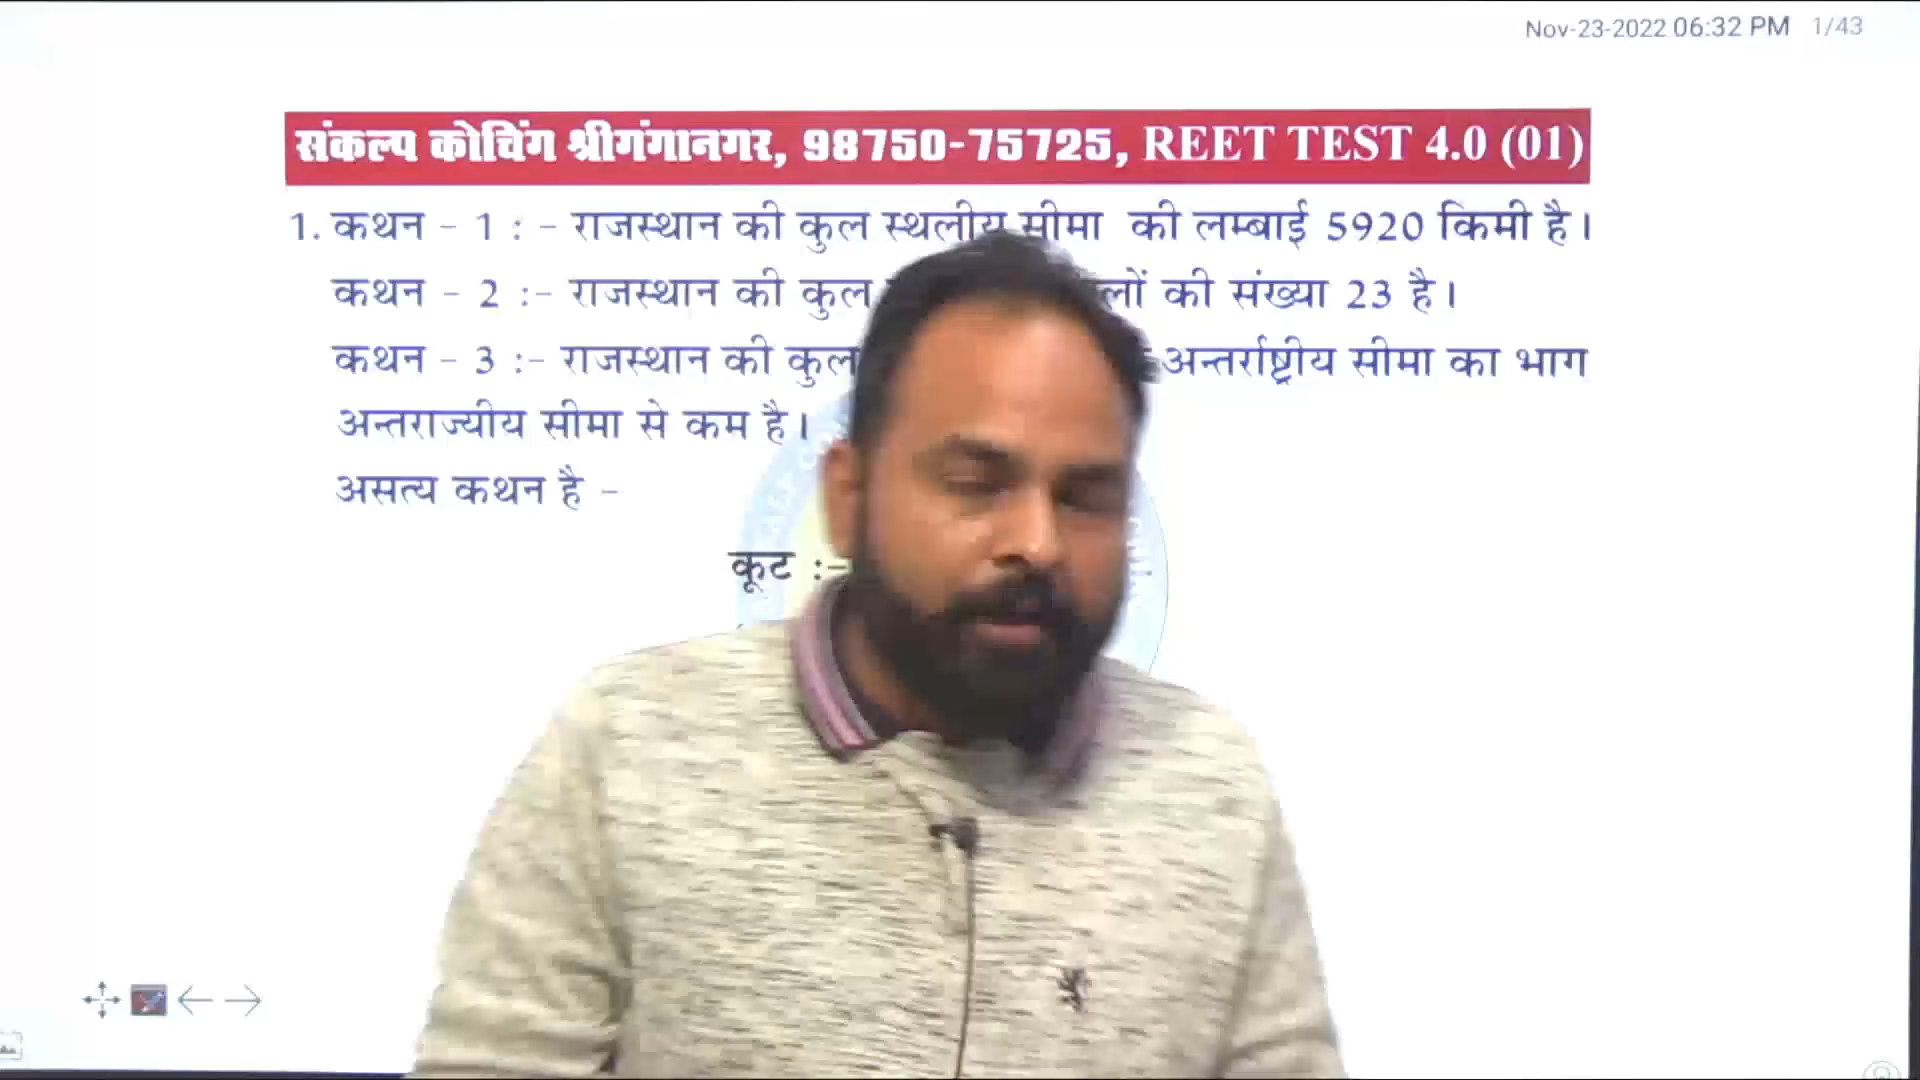 Nov-23-2022 06:32 PM 1/43
संकल्प कोचिंग श्रीगंगानगर, 98750-75725, REET TEST 4.0 (01)
1. कथन - 1 : - राजस्थान की कुल स्थलीय सीमा की लम्बाई 5920 किमी है।
कथन - 2 :- राजस्थान की कुल की संख्या 23 है।
कथन - 3 :- राजस्थान की कुल अन्तर्राष्ट्रीय सीमा का भाग
अन्तराज्यीय सीमा से कम है।
असत्य कथन है -
कूट :-